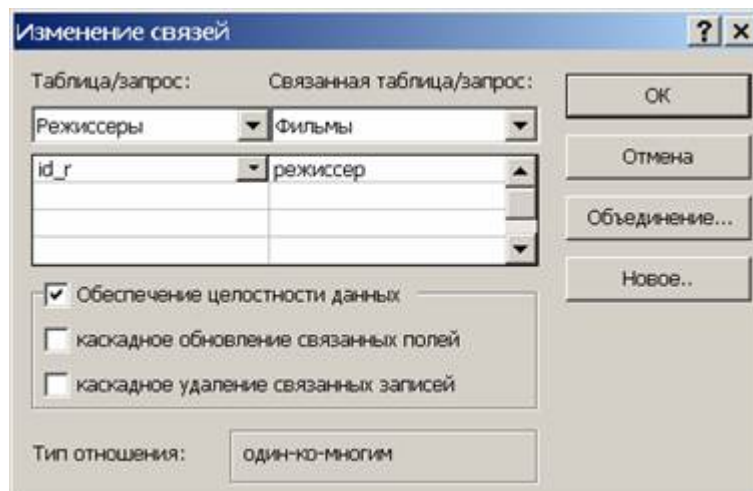 Изменение связей
Таблица/запрос: Связанная таблица/запрос:
Режиссеры Фильмы
id_r режиссер
ОК
Отмена
Объединение...
Новое..
Обеспечение целостности данных
каскадное обновление связанных полей
каскадное удаление связанных записей
Тип отношения: один-ко-многим